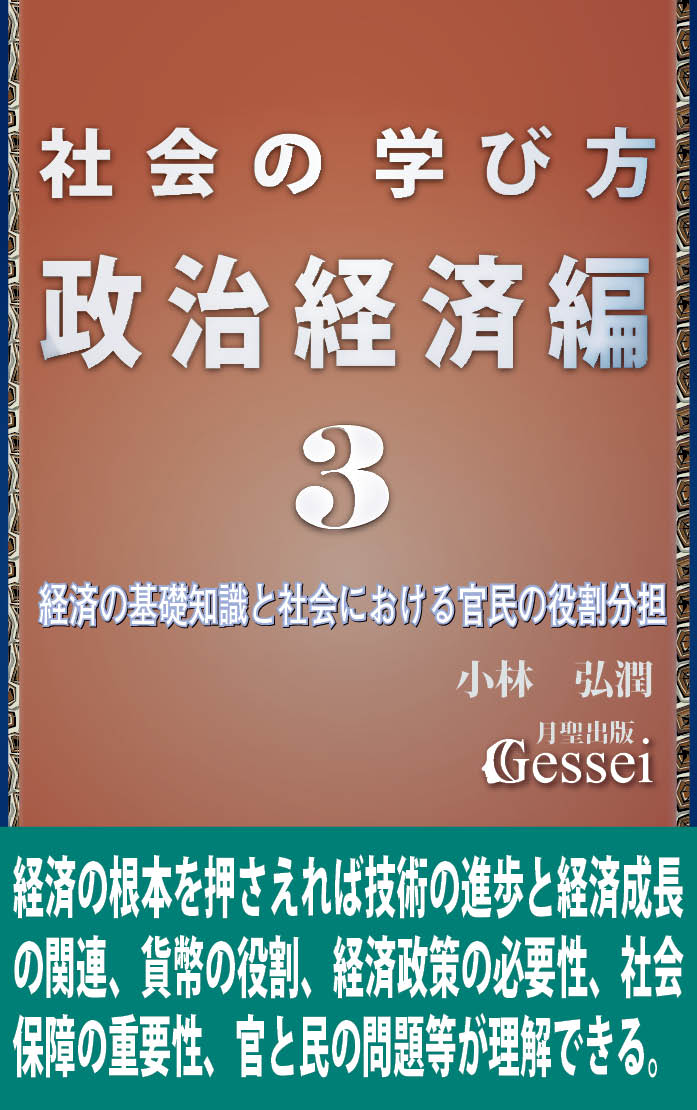 社会の学び方
政治経済編
3
経済の基礎知識と社会における官民の役割分担
小林 弘潤
月聖出版
Gessei
経済の根本を押さえれば技術の進歩と経済成長
の関連、貨幣の役割、経済政策の必要性、社会
保障の重要性、官と民の問題等が理解できる。